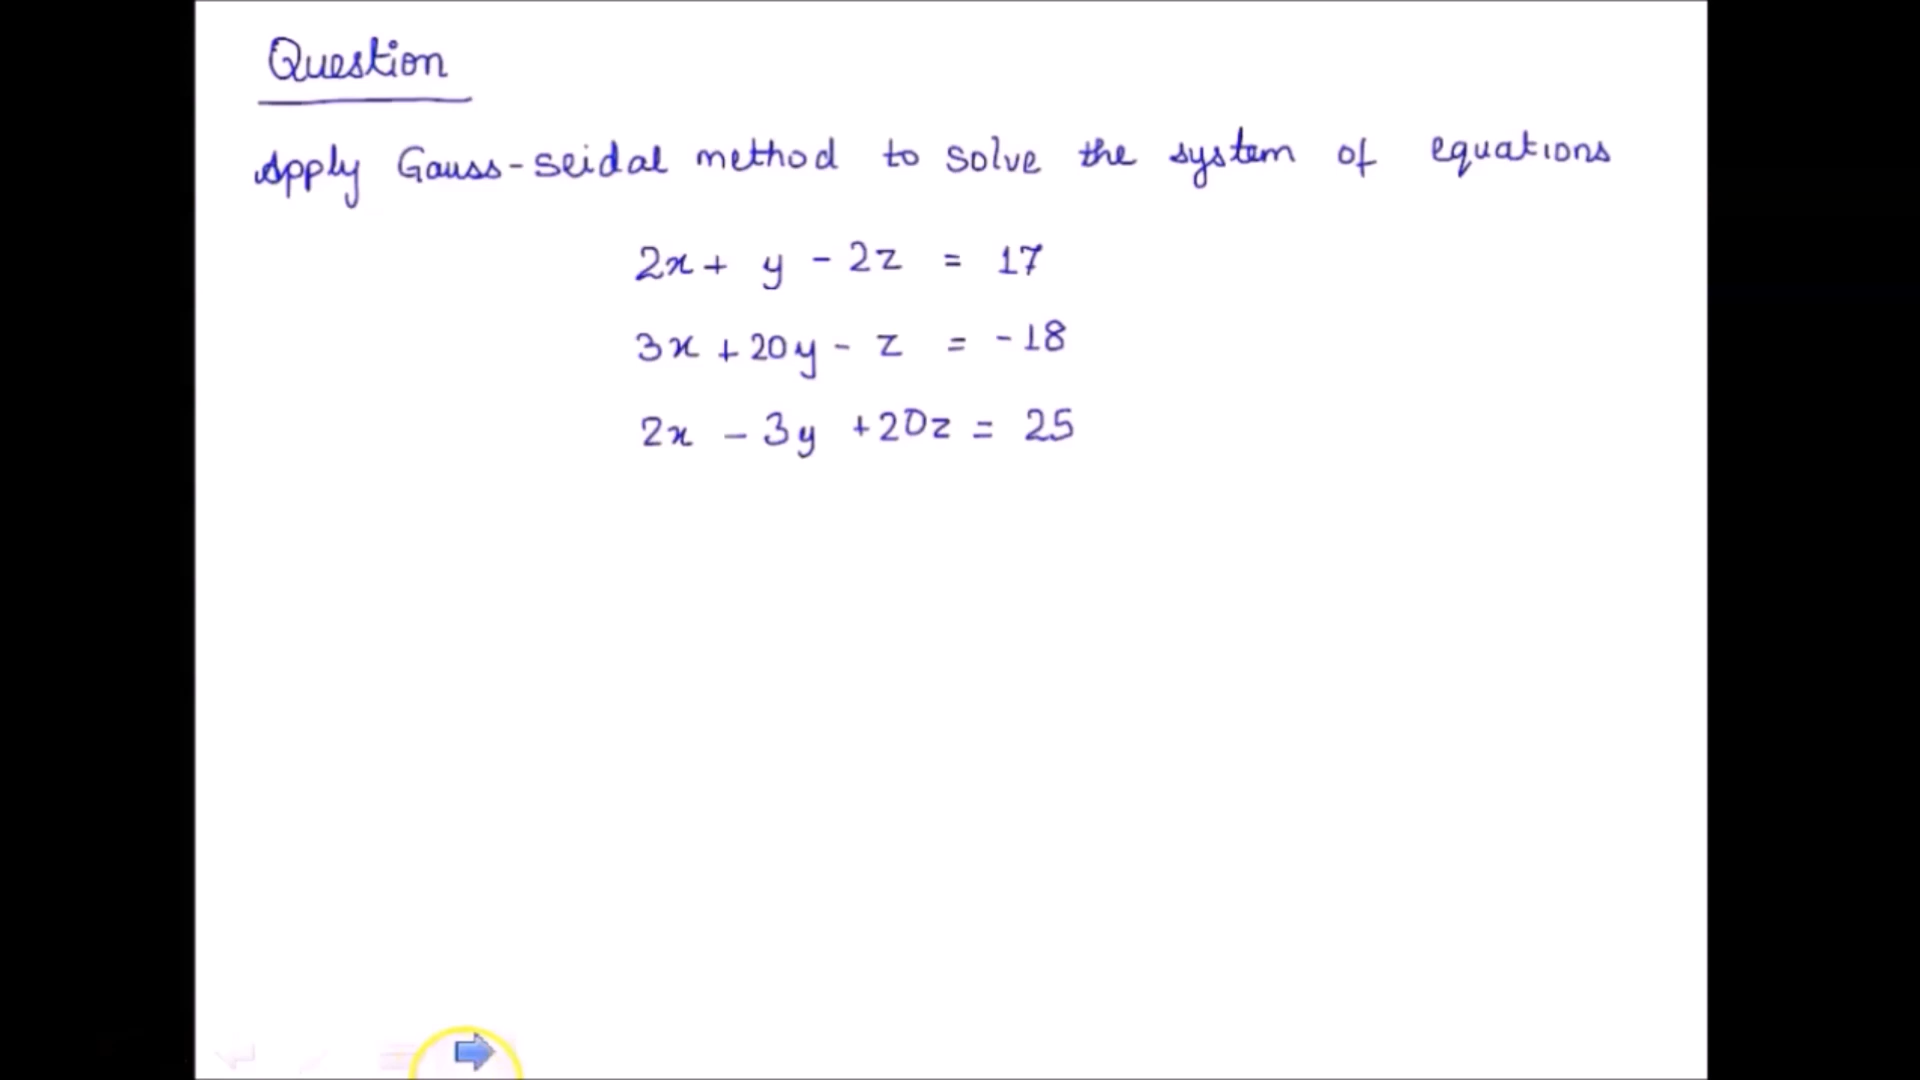 Question
Apply Gauss-seidal method to solve the system of equations
2x + y - 2z = 17
3x + 20y - z = -18
2x - 3y + 20z = 25